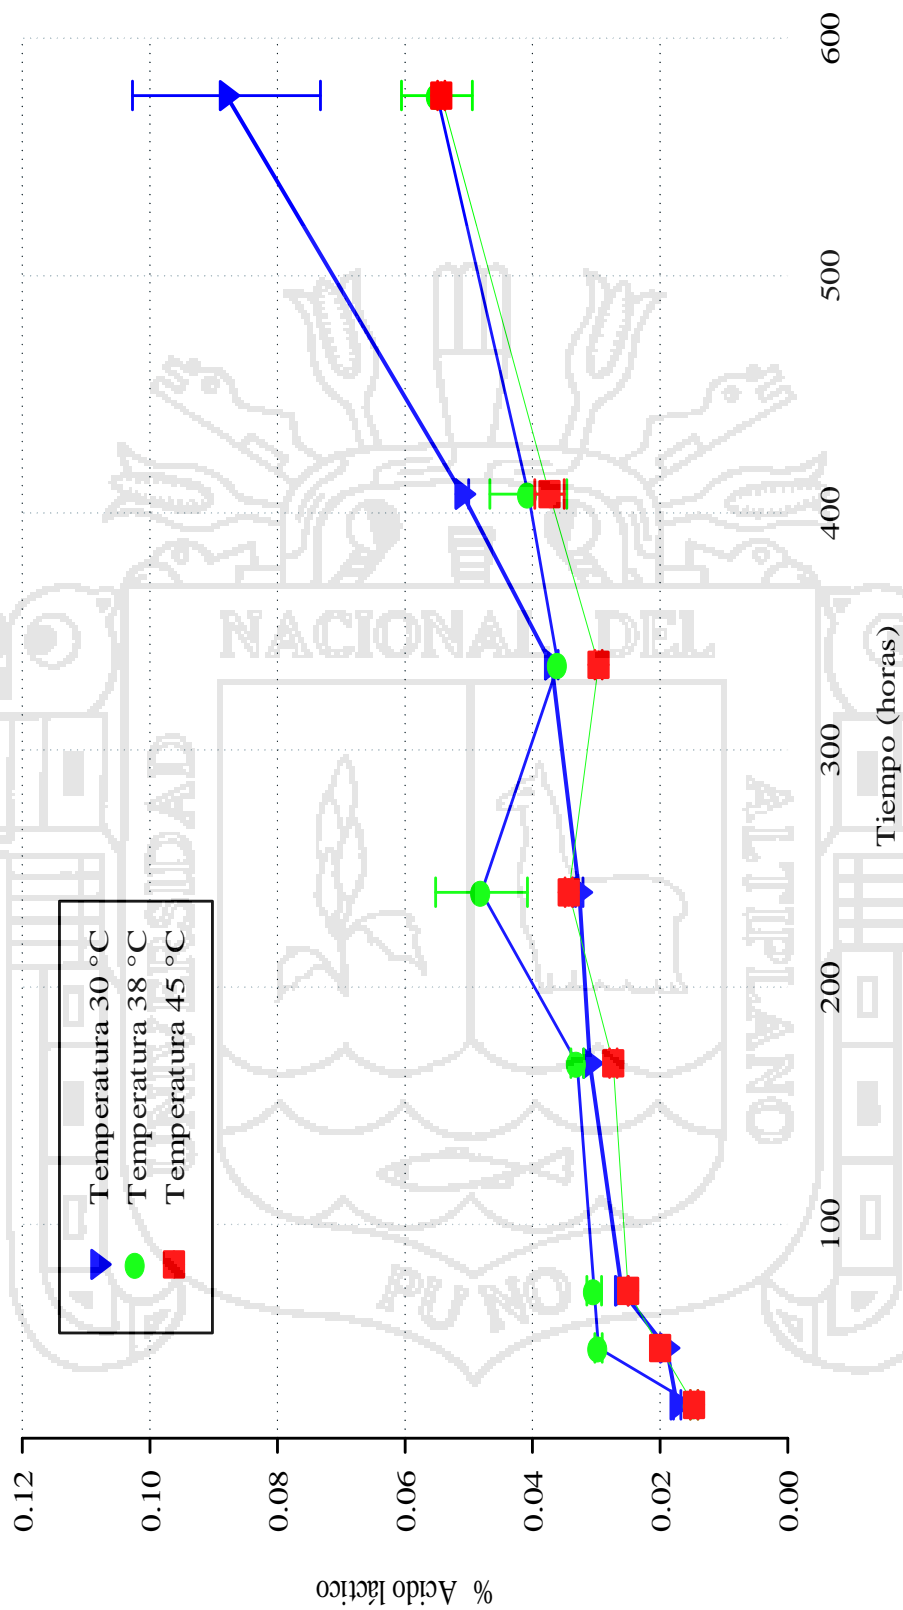 % Acido láctico
0.12
0.10
0.08
0.06
0.04
0.02
0.00
Temperatura 30 °C
Temperatura 38 °C
Temperatura 45 °C
100
200
300
400
500
600
Tiempo (horas)
NACIONAL DEL
ALTIPLANO
PUNO